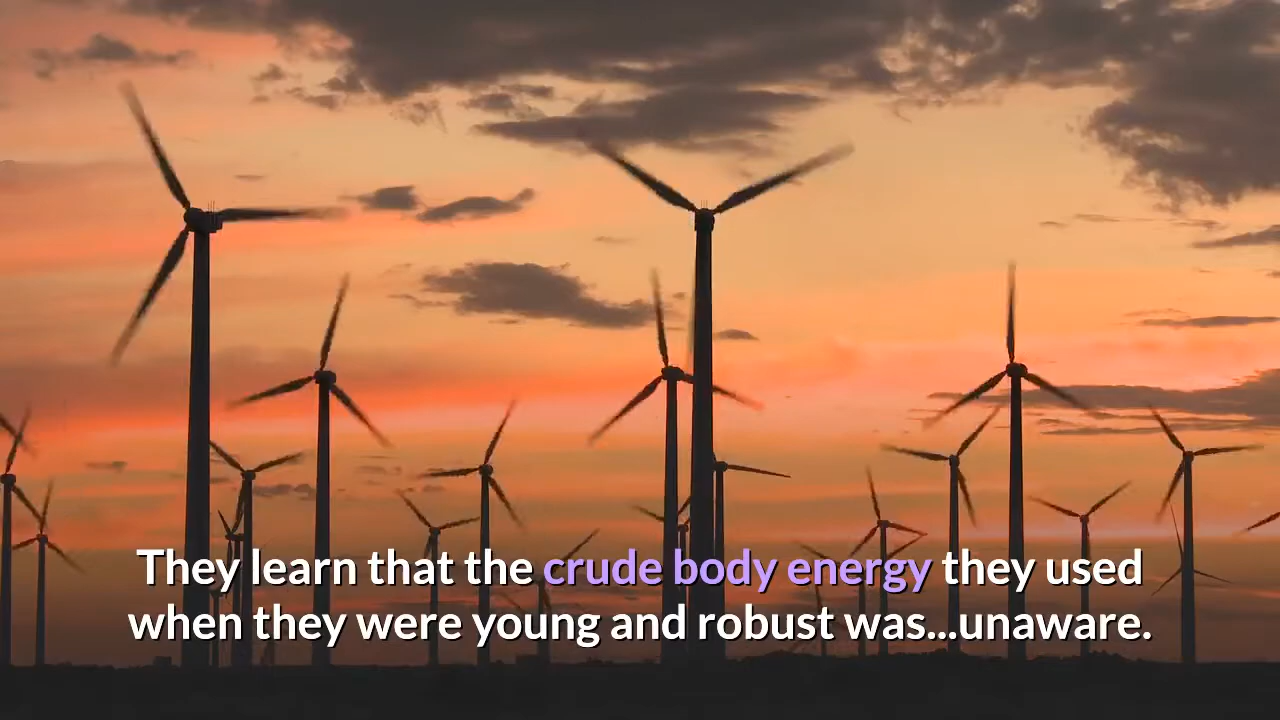 They learn that the crude body energy they used
when they were young and robust was...unaware.